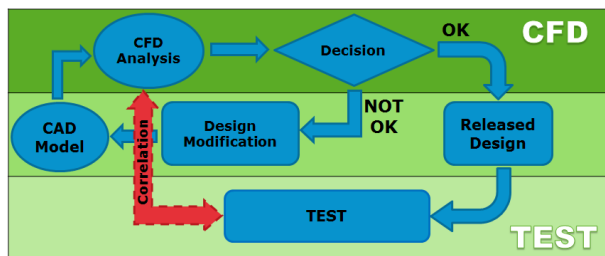 CFD
CFD
Analysis
Decision
OK
NOT
OK
CAD
Model
Design
Modification
Released
Design
Correlation
TEST
TEST